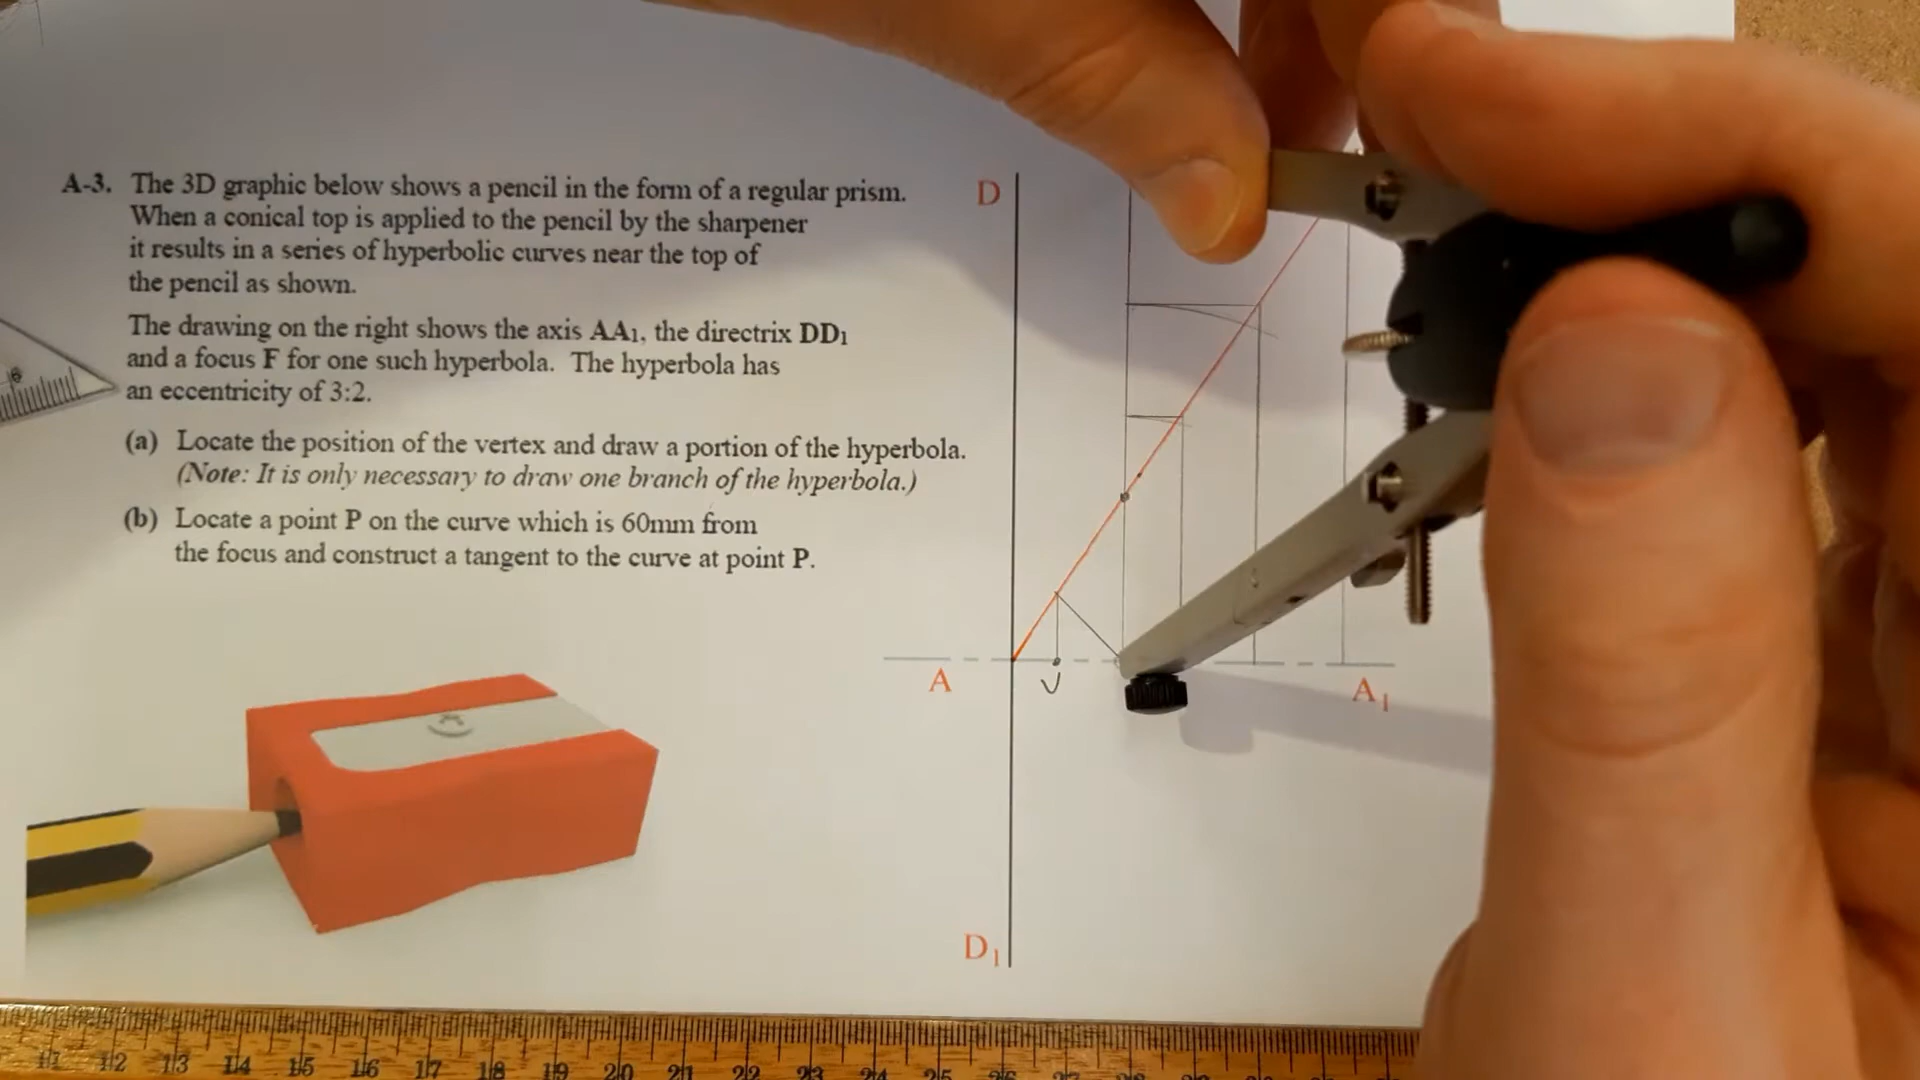 A-3. The 3D graphic below shows a pencil in the form of a regular prism.
When a conical top is applied to the pencil by the sharpener
it results in a series of hyperbolic curves near the top of
the pencil as shown.
The drawing on the right shows the axis AA1, the directrix DD1
and a focus F for one such hyperbola. The hyperbola has
an eccentricity of 3:2.
(a) Locate the position of the vertex and draw a portion of the hyperbola.
(Note: It is only necessary to draw one branch of the hyperbola.)
(b) Locate a point P on the curve which is 60mm from
the focus and construct a tangent to the curve at point P.
D
A
V
A1
D1
12 13 14 15 16 17 18 19 20 21 22 23 24 25